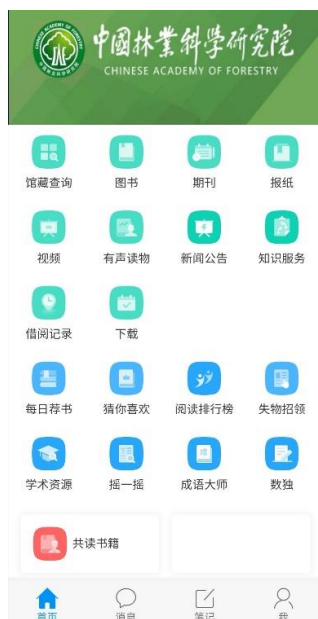 中國林業科学研究院
CHINESE ACADEMY OF FORESTRY
馆藏查询 图书 期刊 报纸
视频 有声读物 新闻公告 知识服务
借阅记录 下载
每日荐书 猜你喜欢 阅读排行榜 失物招领
学术资源 摇一摇 成语大师 数独
共读书籍
首页 消息 笔记 我